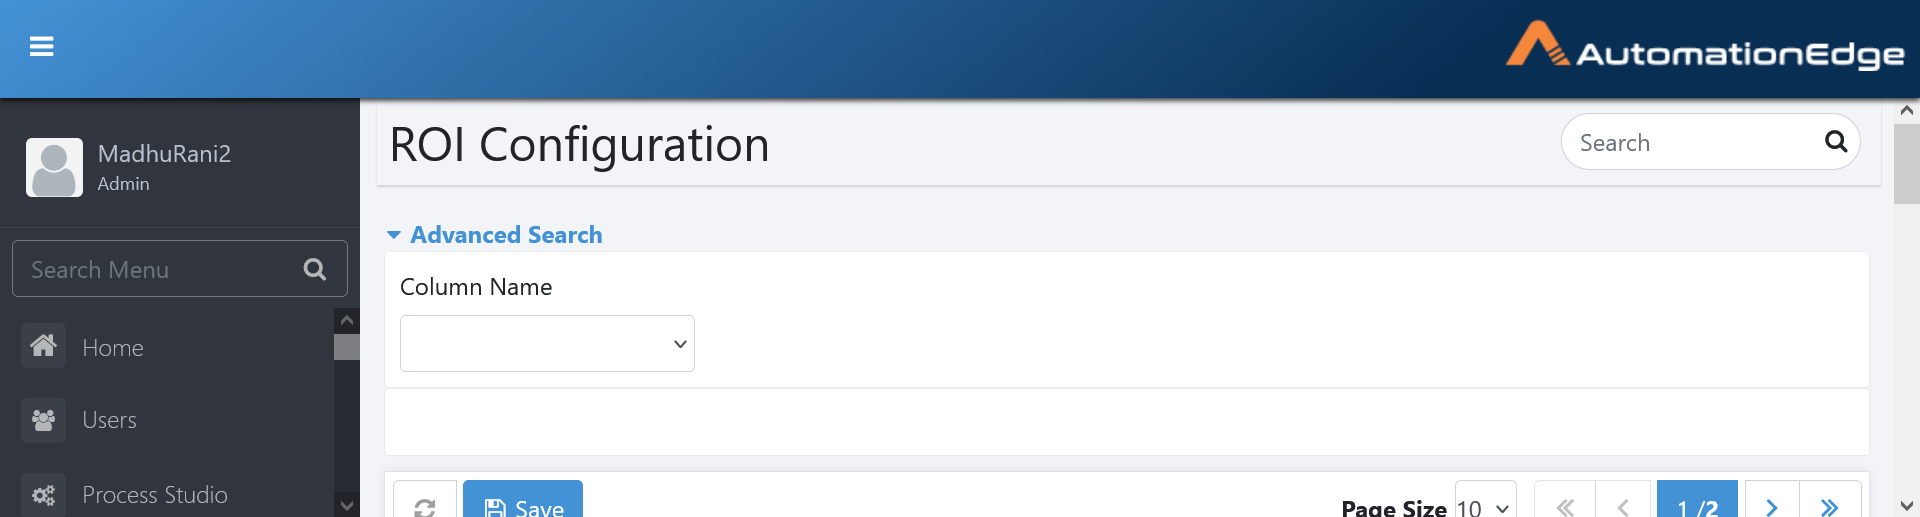 AutomationEdge
MadhuRani2
Admin
Search Menu
Home
Users
Process Studio
ROI Configuration
Search
Advanced Search
Column Name
Save
Page Size 10
1 /2